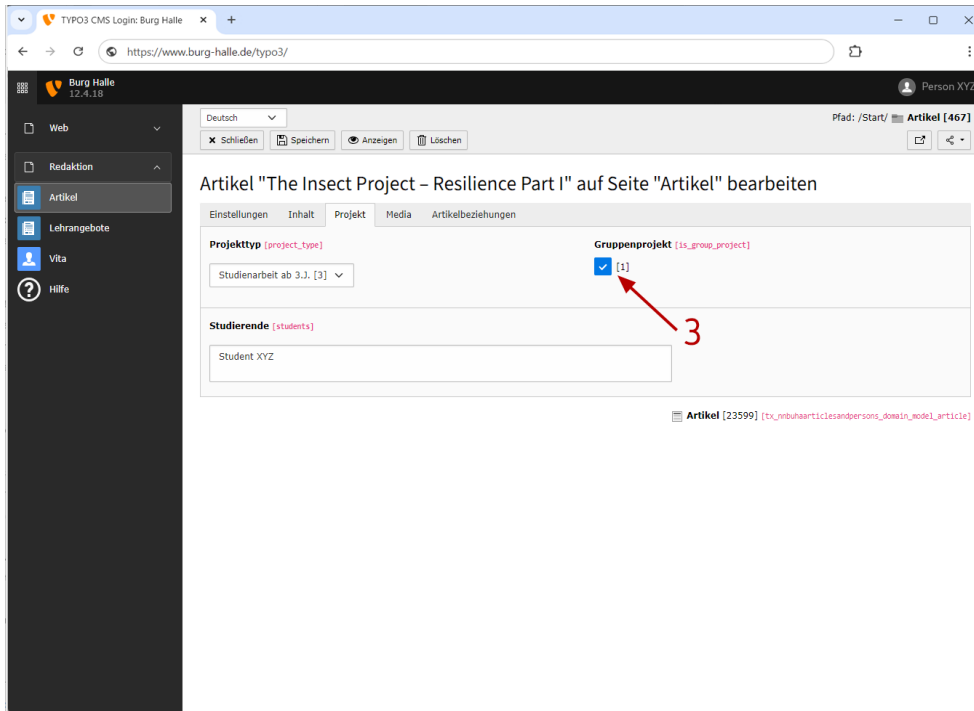 TYPO3 CMS Login: Burg Halle
https://www.burg-halle.de/typo3/
Burg Halle
12.4.18
Person XYZ
Web
Redaktion
Artikel
Lehrangebote
Vita
Hilfe
Deutsch
Pfad: /Start/ Artikel [467]
Schließen Speichern Anzeigen Löschen
Artikel "The Insect Project – Resilience Part I" auf Seite "Artikel" bearbeiten
Einstellungen Inhalt Projekt Media Artikelbeziehungen
Projekttyp [project_type] Gruppenprojekt [is_group_project]
Studienarbeit ab 3.J. [3] [1]
3
Studierende [students]
Student XYZ
Artikel [23599] [tx_nnbuhaarticlesandpersons_domain_model_article]